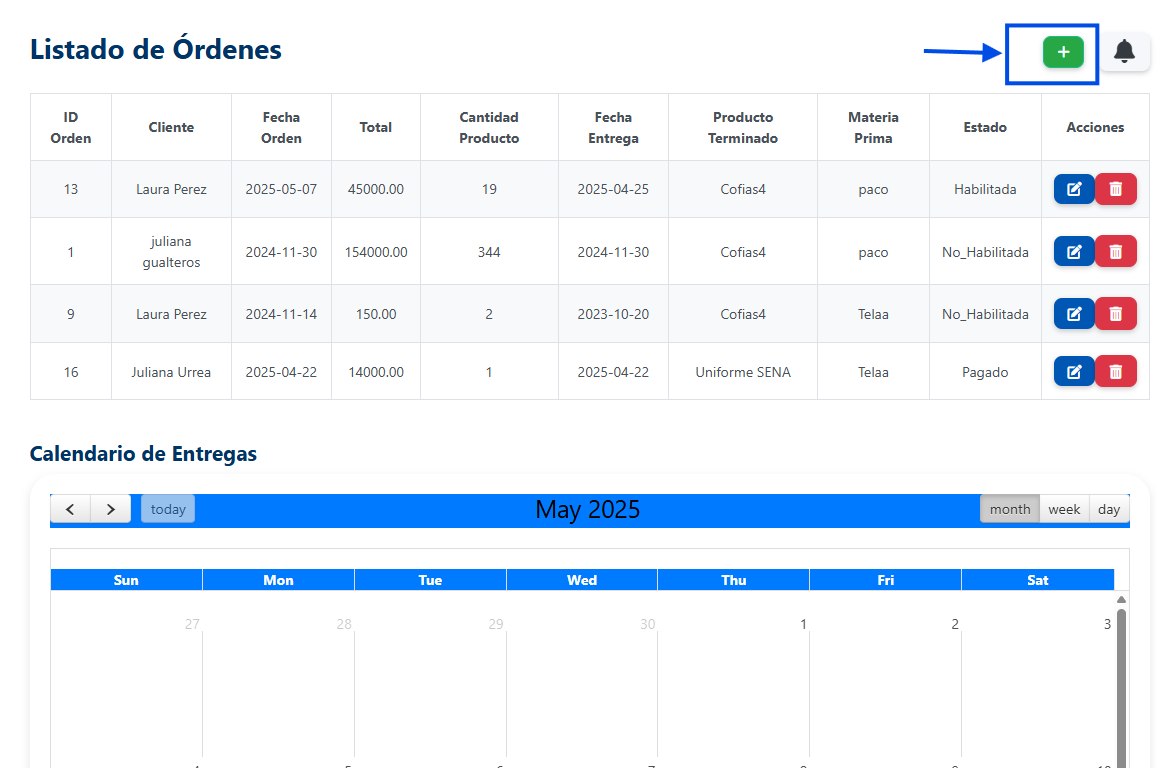 Listado de Órdenes
+
ID Orden Cliente Fecha Orden Total Cantidad Producto Fecha Entrega Producto Terminado Materia Prima Estado Acciones
13 Laura Perez 2025-05-07 45000.00 19 2025-04-25 Cofias4 paco Habilitada
1 juliana gualteros 2024-11-30 154000.00 344 2024-11-30 Cofias4 paco No_Habilitada
9 Laura Perez 2024-11-14 150.00 2 2023-10-20 Cofias4 Telaa No_Habilitada
16 Juliana Urrea 2025-04-22 14000.00 1 2025-04-22 Uniforme SENA Telaa Pagado
Calendario de Entregas
today May 2025 month week day
Sun Mon Tue Wed Thu Fri Sat
27 28 29 30 1 2 3